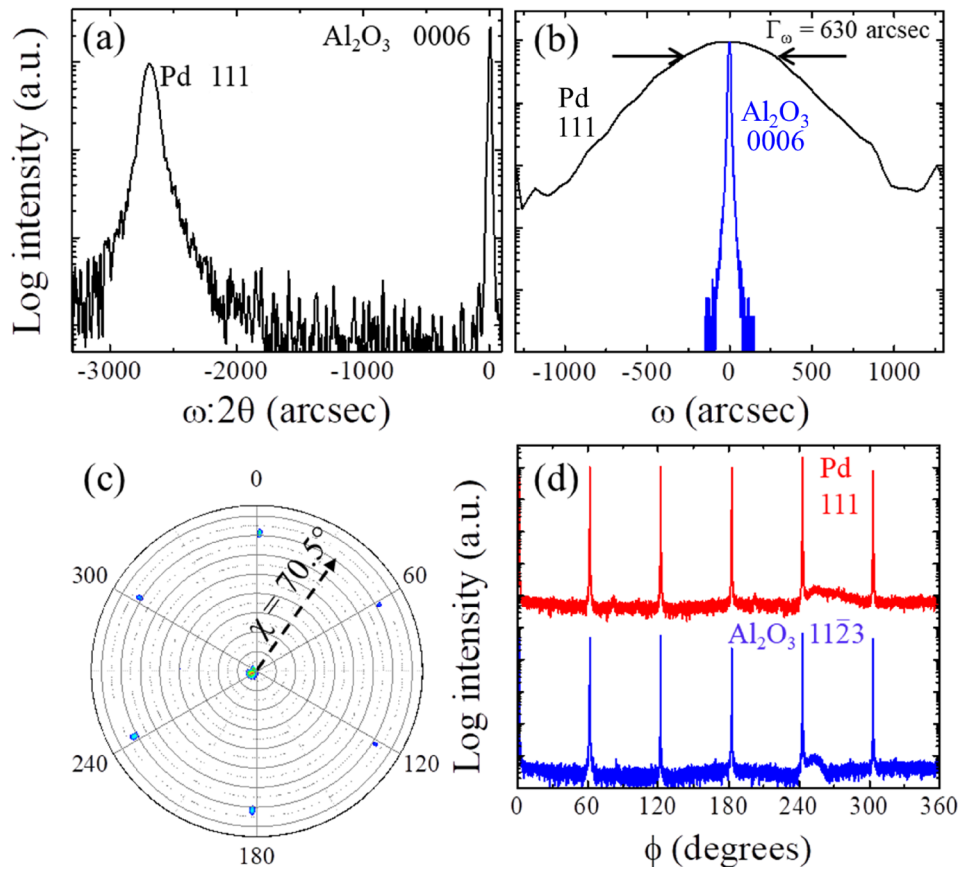 (a)
Al₂O₃ 0006
Pd 111
Log intensity (a.u.)
-3000 -2000 -1000 0
ω:2θ (arcsec)
(b)
Γω = 630 arcsec
Pd
111
Al₂O₃
0006
-1000 -500 0 500 1000
ω (arcsec)
(c)
0
60
120
180
240
300
χ = 70.5°
(d)
Pd
111
Al₂O₃ 112̄3
Log intensity (a.u.)
0 60 120 180 240 300 360
ϕ (degrees)